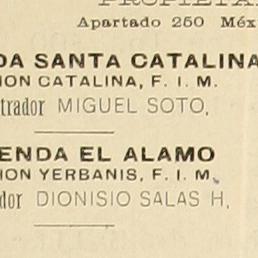 Apartado 250 Méx
DA SANTA CATALINA
ION CATALINA, F. I. M.
trador MIGUEL SOTO,
ENDA EL ALAMO
ION YERBANIS, F. I. M.
dor DIONISIO SALAS H,